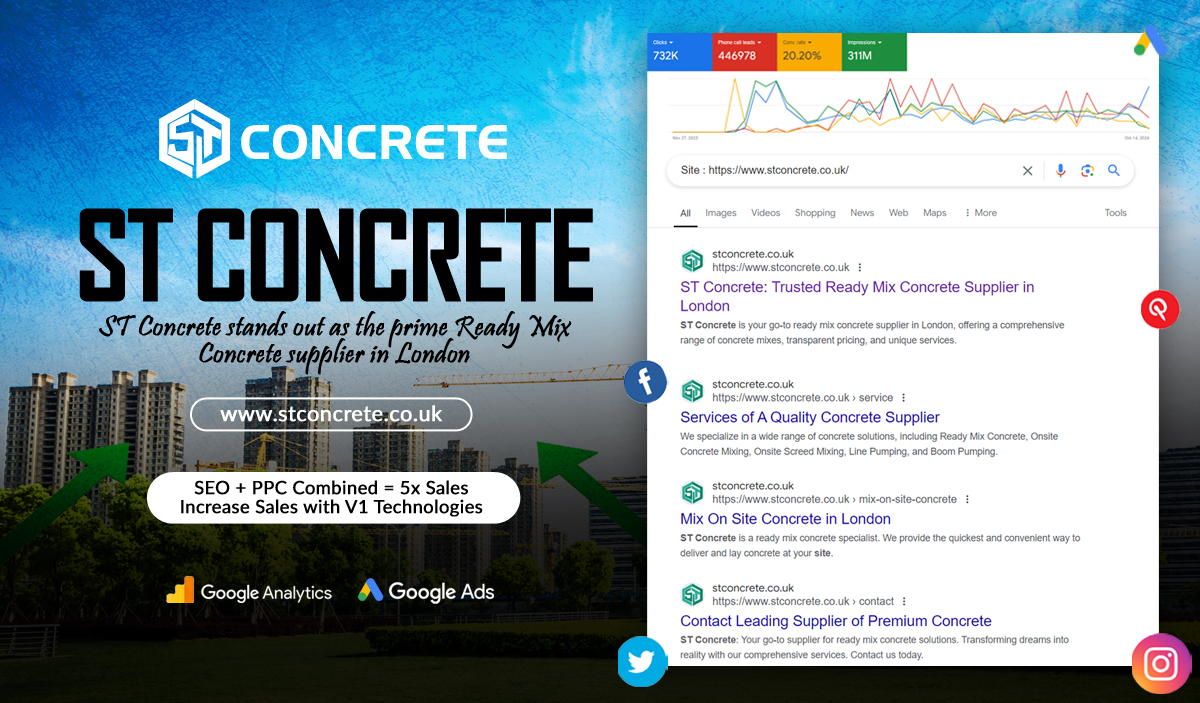 ST CONCRETE
ST CONCRETE
ST Concrete stands out as the prime Ready Mix
Concrete supplier in London
www.stconcrete.co.uk
SEO + PPC Combined = 5x Sales
Increase Sales with V1 Technologies
Google Analytics
Google Ads
Clicks
732K
Phone call leads
446978
Conv. rate
20.20%
Impressions
311M
Nov 27, 2023
Oct 14, 2024
Site : https://www.stconcrete.co.uk/
All Images Videos Shopping News Web Maps More Tools
stconcrete.co.uk
https://www.stconcrete.co.uk
ST Concrete: Trusted Ready Mix Concrete Supplier in
London
ST Concrete is your go-to ready mix concrete supplier in London, offering a comprehensive
range of concrete mixes, transparent pricing, and unique services.
stconcrete.co.uk
https://www.stconcrete.co.uk › service
Services of A Quality Concrete Supplier
We specialize in a wide range of concrete solutions, including Ready Mix Concrete, Onsite
Concrete Mixing, Onsite Screed Mixing, Line Pumping, and Boom Pumping.
stconcrete.co.uk
https://www.stconcrete.co.uk › mix-on-site-concrete
Mix On Site Concrete in London
ST Concrete is a ready mix concrete specialist. We provide the quickest and convenient way to
deliver and lay concrete at your site.
stconcrete.co.uk
https://www.stconcrete.co.uk › contact
Contact Leading Supplier of Premium Concrete
ST Concrete: Your go-to supplier for ready mix concrete solutions. Transforming dreams into
reality with our comprehensive services. Contact us today.